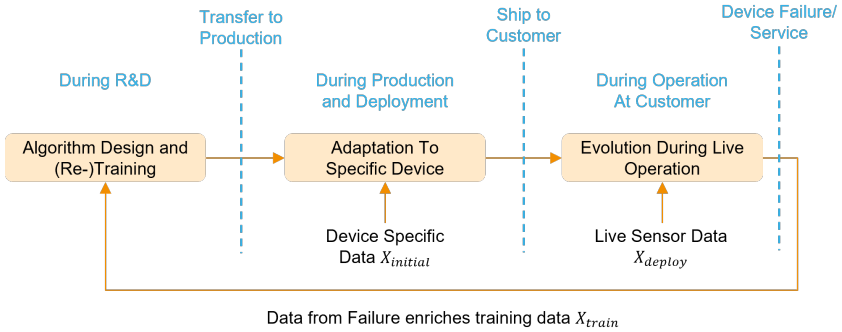 Transfer to
Production
Ship to
Customer
Device Failure/
Service
During R&D
During Production
and Deployment
During Operation
At Customer
Algorithm Design and
(Re-)Training
Adaptation To
Specific Device
Evolution During Live
Operation
Device Specific
Data X_initial
Live Sensor Data
X_deploy
Data from Failure enriches training data X_train